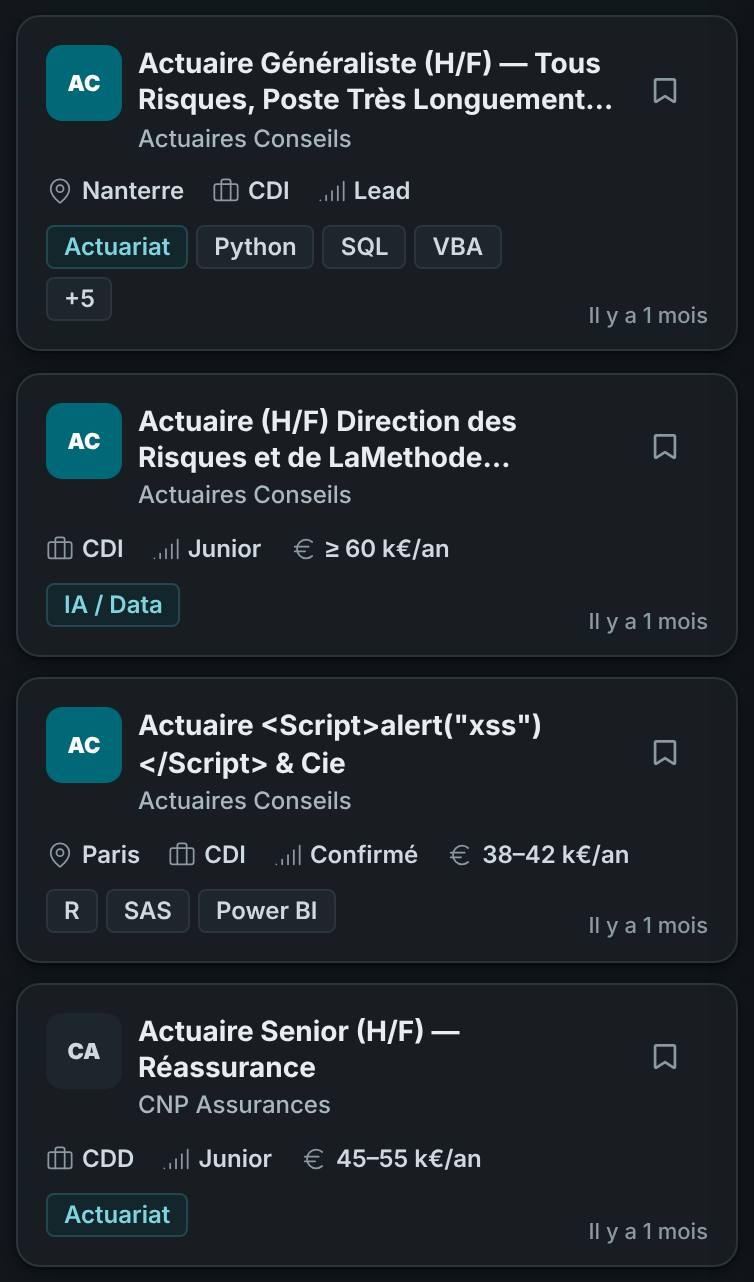 AC
Actuaire Généraliste (H/F) — Tous
Risques, Poste Très Longuement...
Actuaires Conseils
Nanterre CDI Lead
Actuariat Python SQL VBA
+5
Il y a 1 mois
AC
Actuaire (H/F) Direction des
Risques et de LaMethode...
Actuaires Conseils
CDI Junior ≥ 60 k€/an
IA / Data
Il y a 1 mois
AC
Actuaire <Script>alert("xss")
</Script> & Cie
Actuaires Conseils
Paris CDI Confirmé € 38–42 k€/an
R SAS Power BI
Il y a 1 mois
CA
Actuaire Senior (H/F) —
Réassurance
CNP Assurances
CDD Junior € 45–55 k€/an
Actuariat
Il y a 1 mois